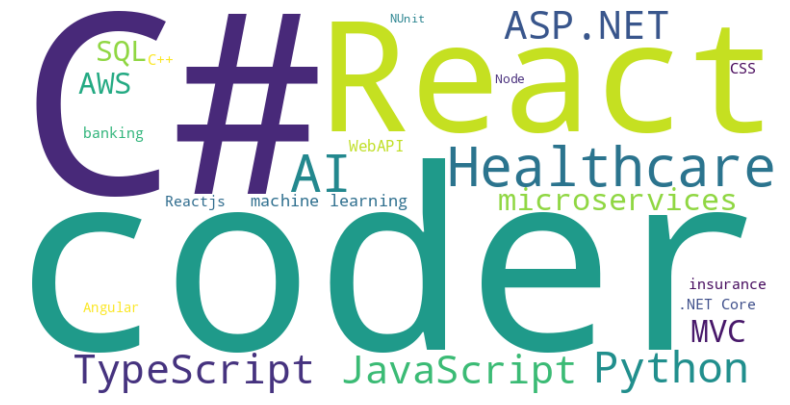 C#
React
NUnit
ASP.NET
SQL
C++
CSS
Node
AWS
banking
WebAPI
AI
Healthcare
Reactjs
machine learning
microservices
coder
insurance
Angular
.NET Core
MVC
TypeScript
JavaScript
Python